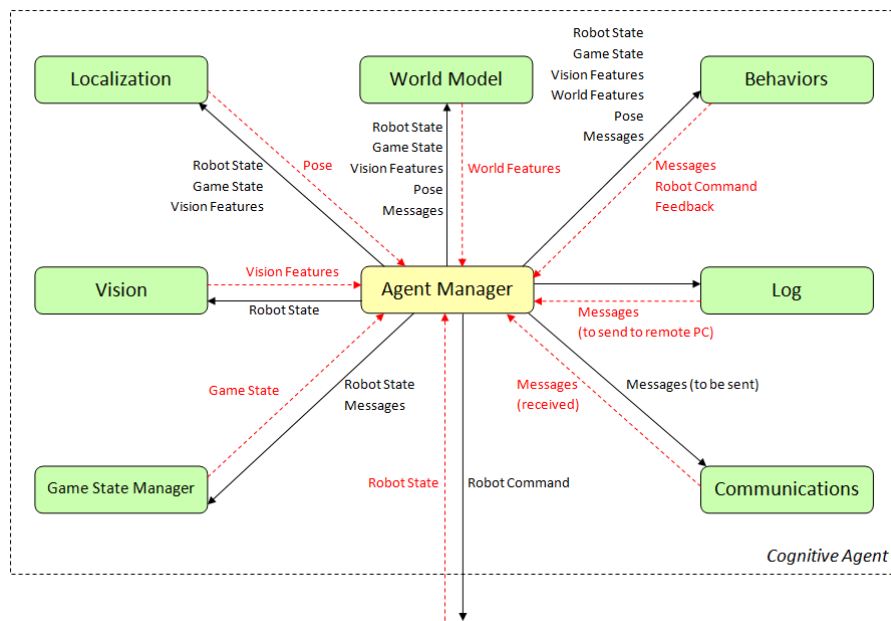 Robot State
Game State
Vision Features
World Features
Pose
Messages
Localization
World Model
Behaviors
Robot State
Game State
Vision Features
Pose
Robot State
Game State
Vision Features
Pose
Messages
World Features
Messages
Robot Command
Feedback
Vision
Vision Features
Robot State
Agent Manager
Log
Messages
(to send to remote PC)
Game State
Robot State
Messages
Messages
(received)
Messages (to be sent)
Game State Manager
Robot State
Robot Command
Communications
Cognitive Agent